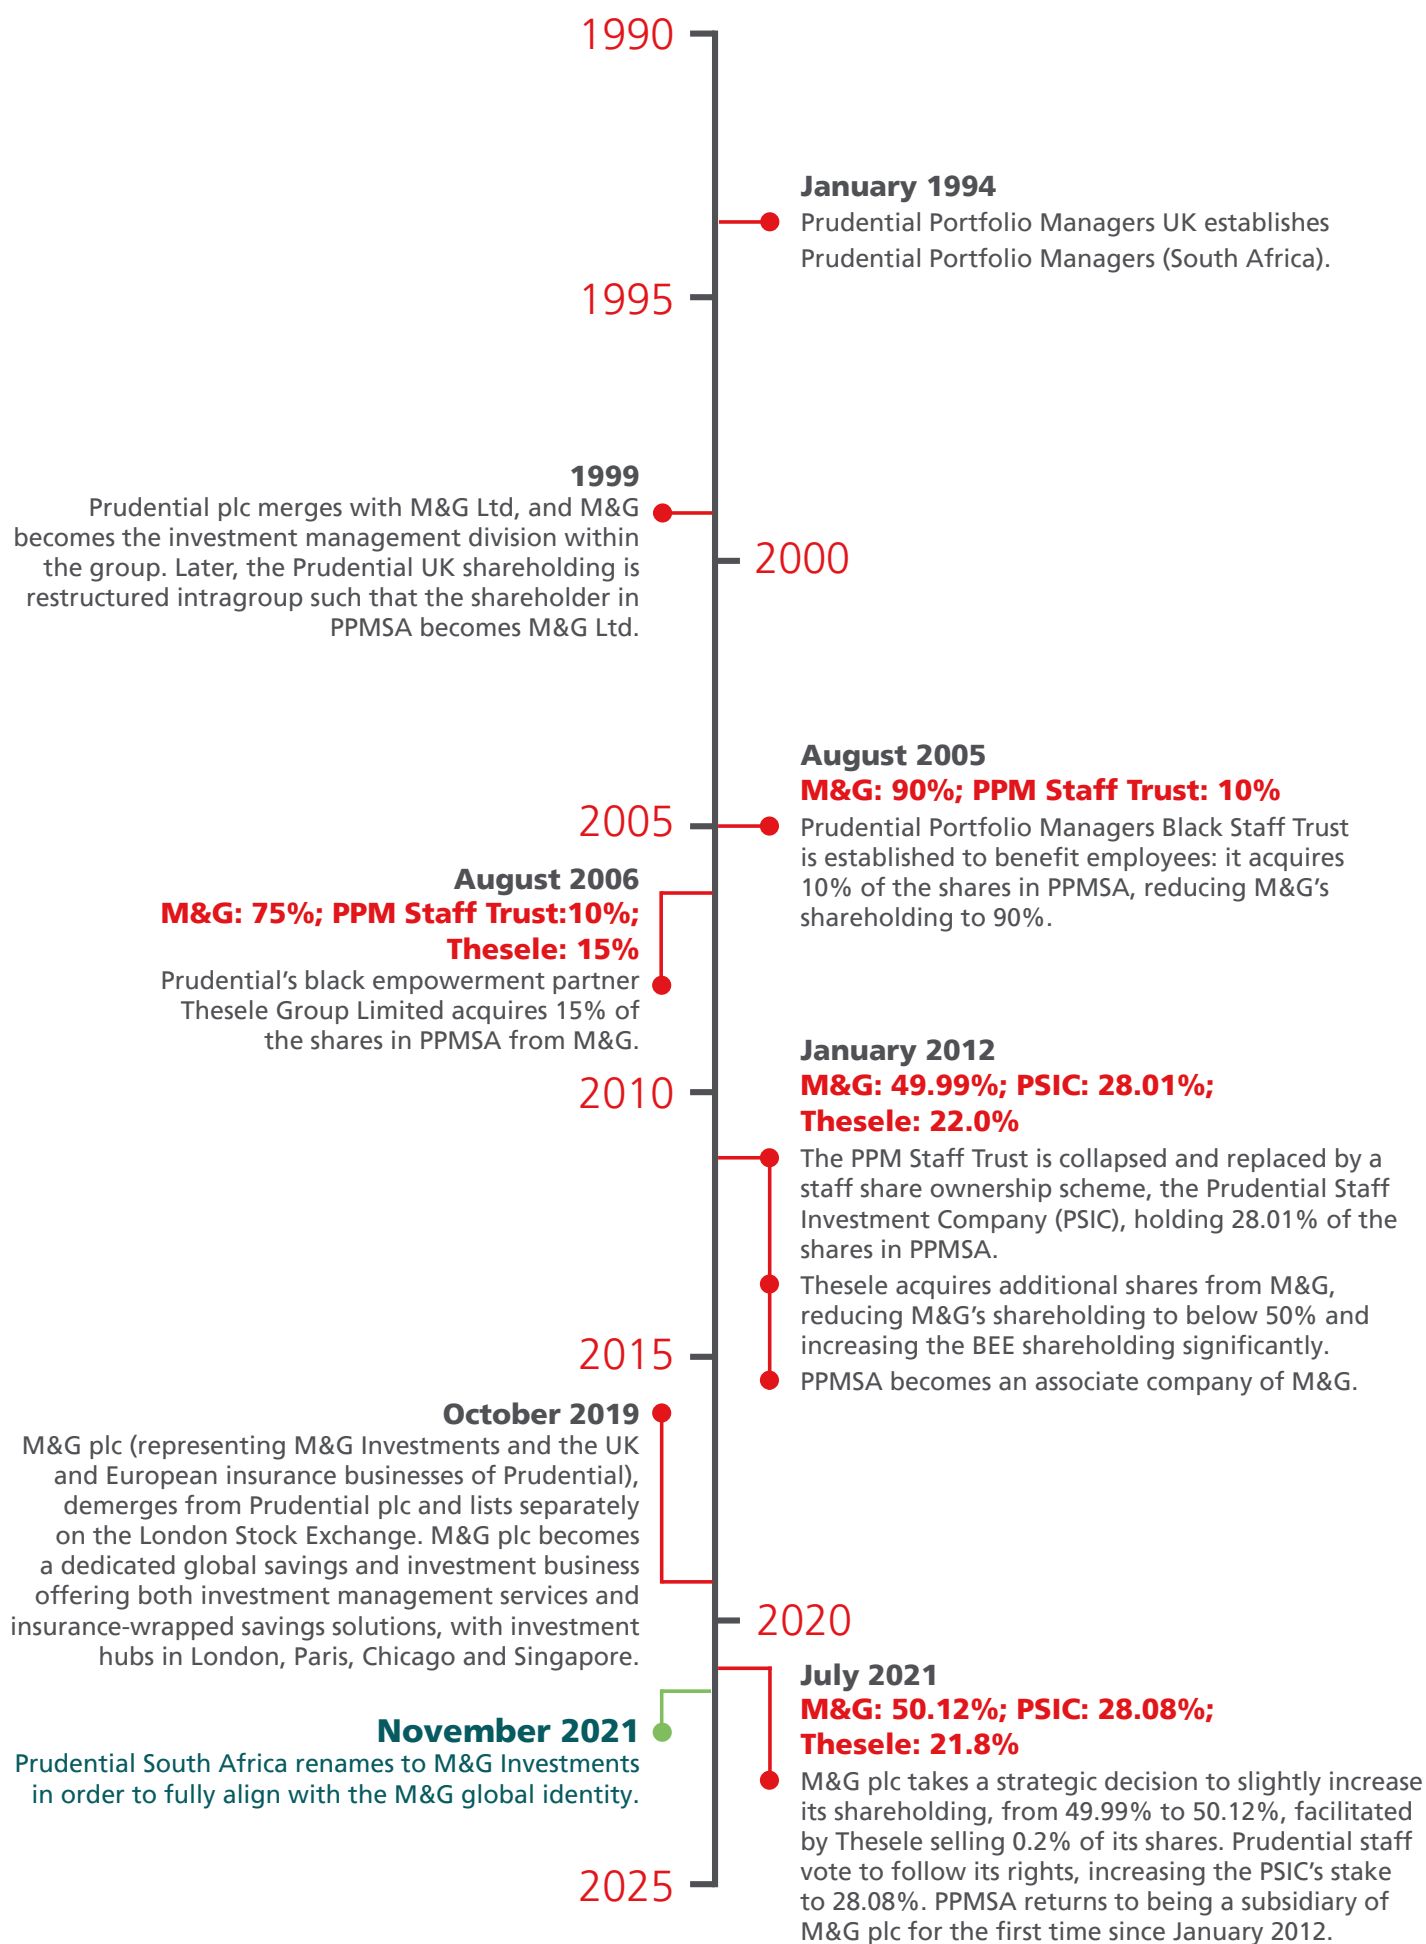 1990
January 1994
Prudential Portfolio Managers UK establishes
Prudential Portfolio Managers (South Africa).
1995
1999
Prudential plc merges with M&G Ltd, and M&G
becomes the investment management division within
the group. Later, the Prudential UK shareholding is
restructured intragroup such that the shareholder in
PPMSA becomes M&G Ltd.
2000
August 2005
M&G: 90%; PPM Staff Trust: 10%
Prudential Portfolio Managers Black Staff Trust
is established to benefit employees: it acquires
10% of the shares in PPMSA, reducing M&G's
shareholding to 90%.
2005
August 2006
M&G: 75%; PPM Staff Trust:10%;
Thesele: 15%
Prudential's black empowerment partner
Thesele Group Limited acquires 15% of
the shares in PPMSA from M&G.
2010
January 2012
M&G: 49.99%; PSIC: 28.01%;
Thesele: 22.0%
The PPM Staff Trust is collapsed and replaced by a
staff share ownership scheme, the Prudential Staff
Investment Company (PSIC), holding 28.01% of the
shares in PPMSA.
Thesele acquires additional shares from M&G,
reducing M&G's shareholding to below 50% and
increasing the BEE shareholding significantly.
PPMSA becomes an associate company of M&G.
2015
October 2019
M&G plc (representing M&G Investments and the UK
and European insurance businesses of Prudential),
demerges from Prudential plc and lists separately
on the London Stock Exchange. M&G plc becomes
a dedicated global savings and investment business
offering both investment management services and
insurance-wrapped savings solutions, with investment
hubs in London, Paris, Chicago and Singapore.
2020
July 2021
M&G: 50.12%; PSIC: 28.08%;
Thesele: 21.8%
M&G plc takes a strategic decision to slightly increase
its shareholding, from 49.99% to 50.12%, facilitated
by Thesele selling 0.2% of its shares. Prudential staff
vote to follow its rights, increasing the PSIC's stake
to 28.08%. PPMSA returns to being a subsidiary of
M&G plc for the first time since January 2012.
November 2021
Prudential South Africa renames to M&G Investments
in order to fully align with the M&G global identity.
2025